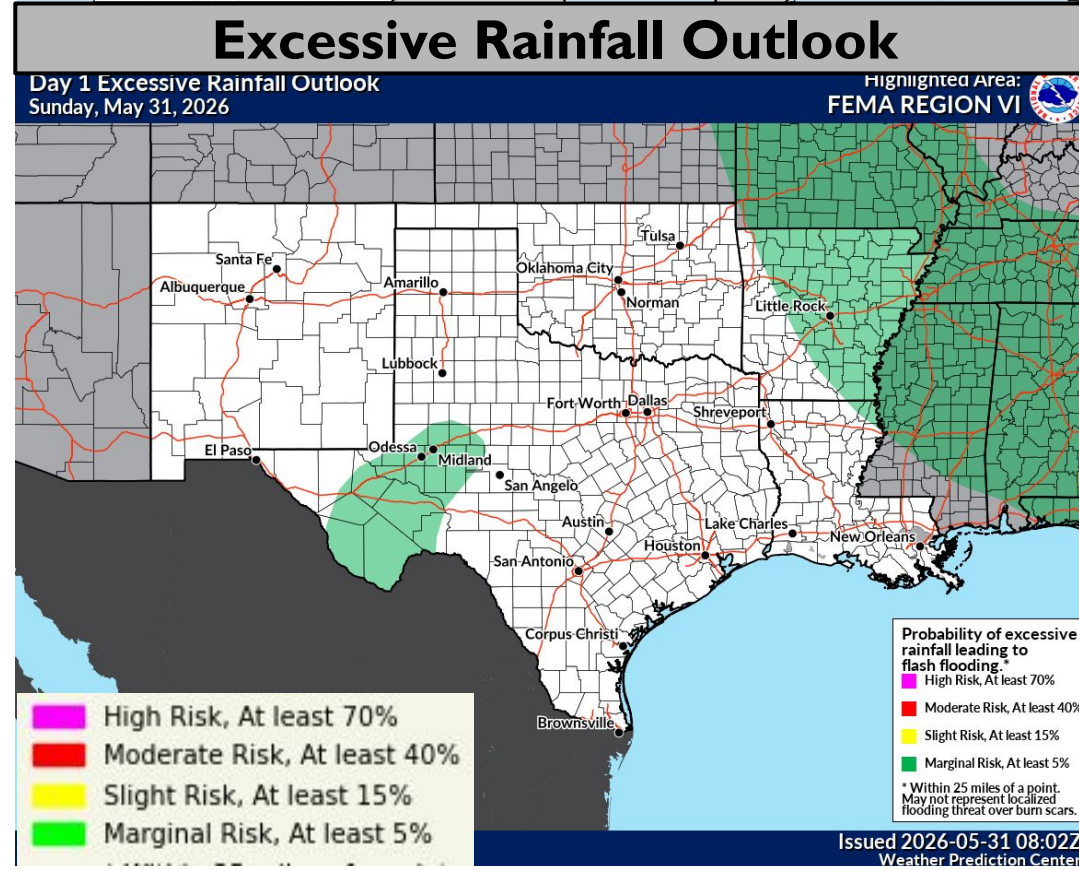 Excessive Rainfall Outlook
Day 1 Excessive Rainfall Outlook
Sunday, May 31, 2026
Highlighted Area:
FEMA REGION VI
Tulsa
Santa Fe
Oklahoma City
Albuquerque
Amarillo
Norman
Little Rock
Lubbock
Fort Worth
Dallas
Shreveport
El Paso
Odessa
Midland
San Angelo
Austin
Lake Charles
Houston
New Orleans
San Antonio
Corpus Christi
Brownsville
Probability of excessive
rainfall leading to
flash flooding.*
High Risk, At least 70%
Moderate Risk, At least 40%
Slight Risk, At least 15%
Marginal Risk, At least 5%
* Within 25 miles of a point.
May not represent localized
flooding threat over burn scars.
High Risk, At least 70%
Moderate Risk, At least 40%
Slight Risk, At least 15%
Marginal Risk, At least 5%
Issued 2026-05-31 08:02Z
Weather Prediction Center